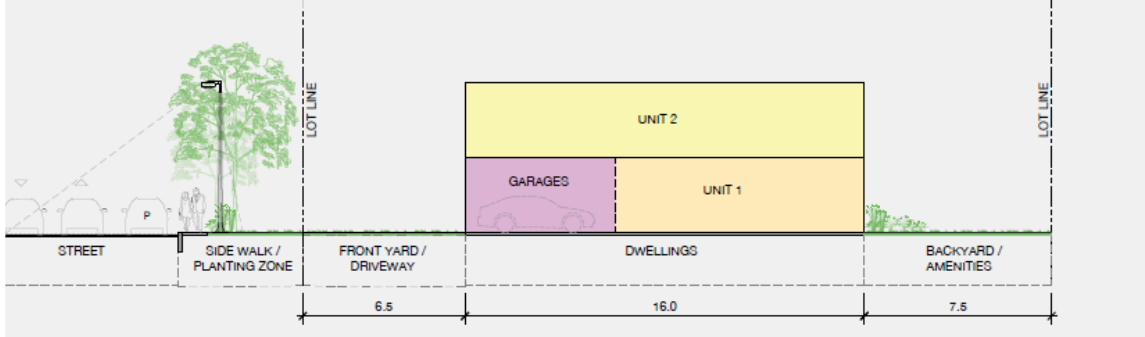 LOT LINE
LOT LINE
UNIT 2
GARAGES
UNIT 1
P
STREET
SIDE WALK /
PLANTING ZONE
FRONT YARD /
DRIVEWAY
DWELLINGS
BACKYARD /
AMENITIES
6.5
16.0
7.5